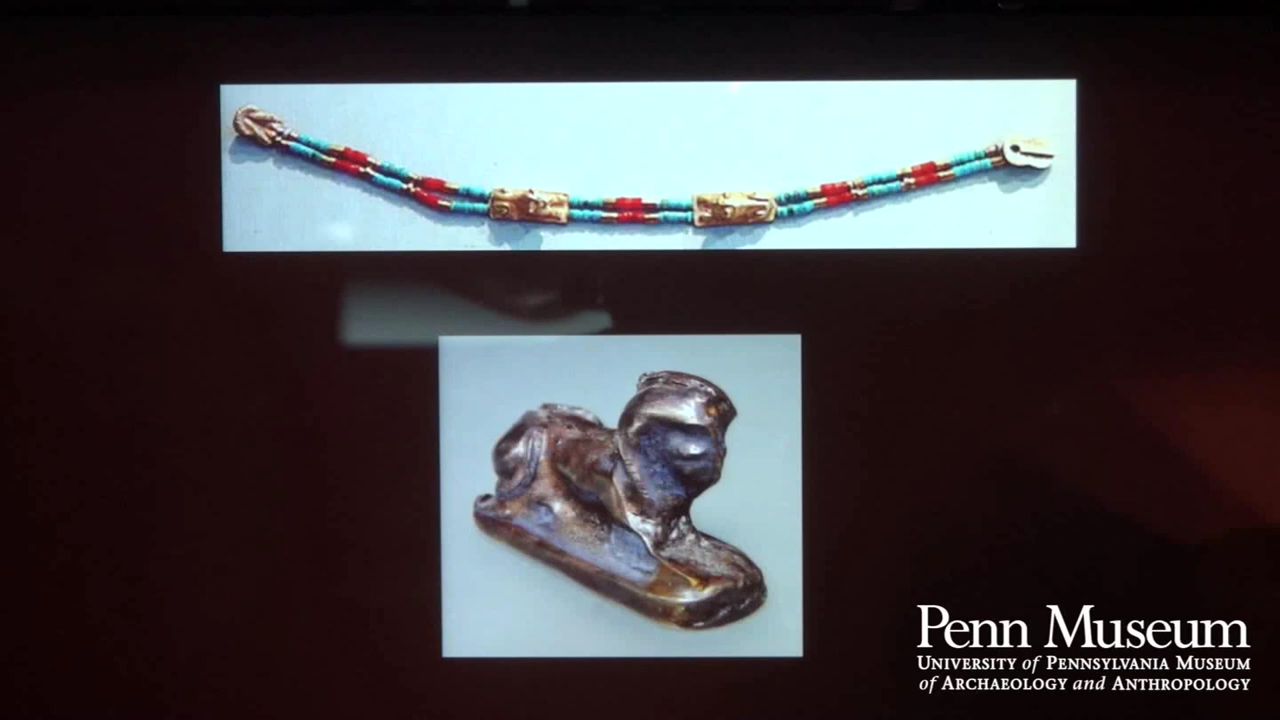 Penn Museum
UNIVERSITY of PENNSYLVANIA MUSEUM
of ARCHAEOLOGY and ANTHROPOLOGY